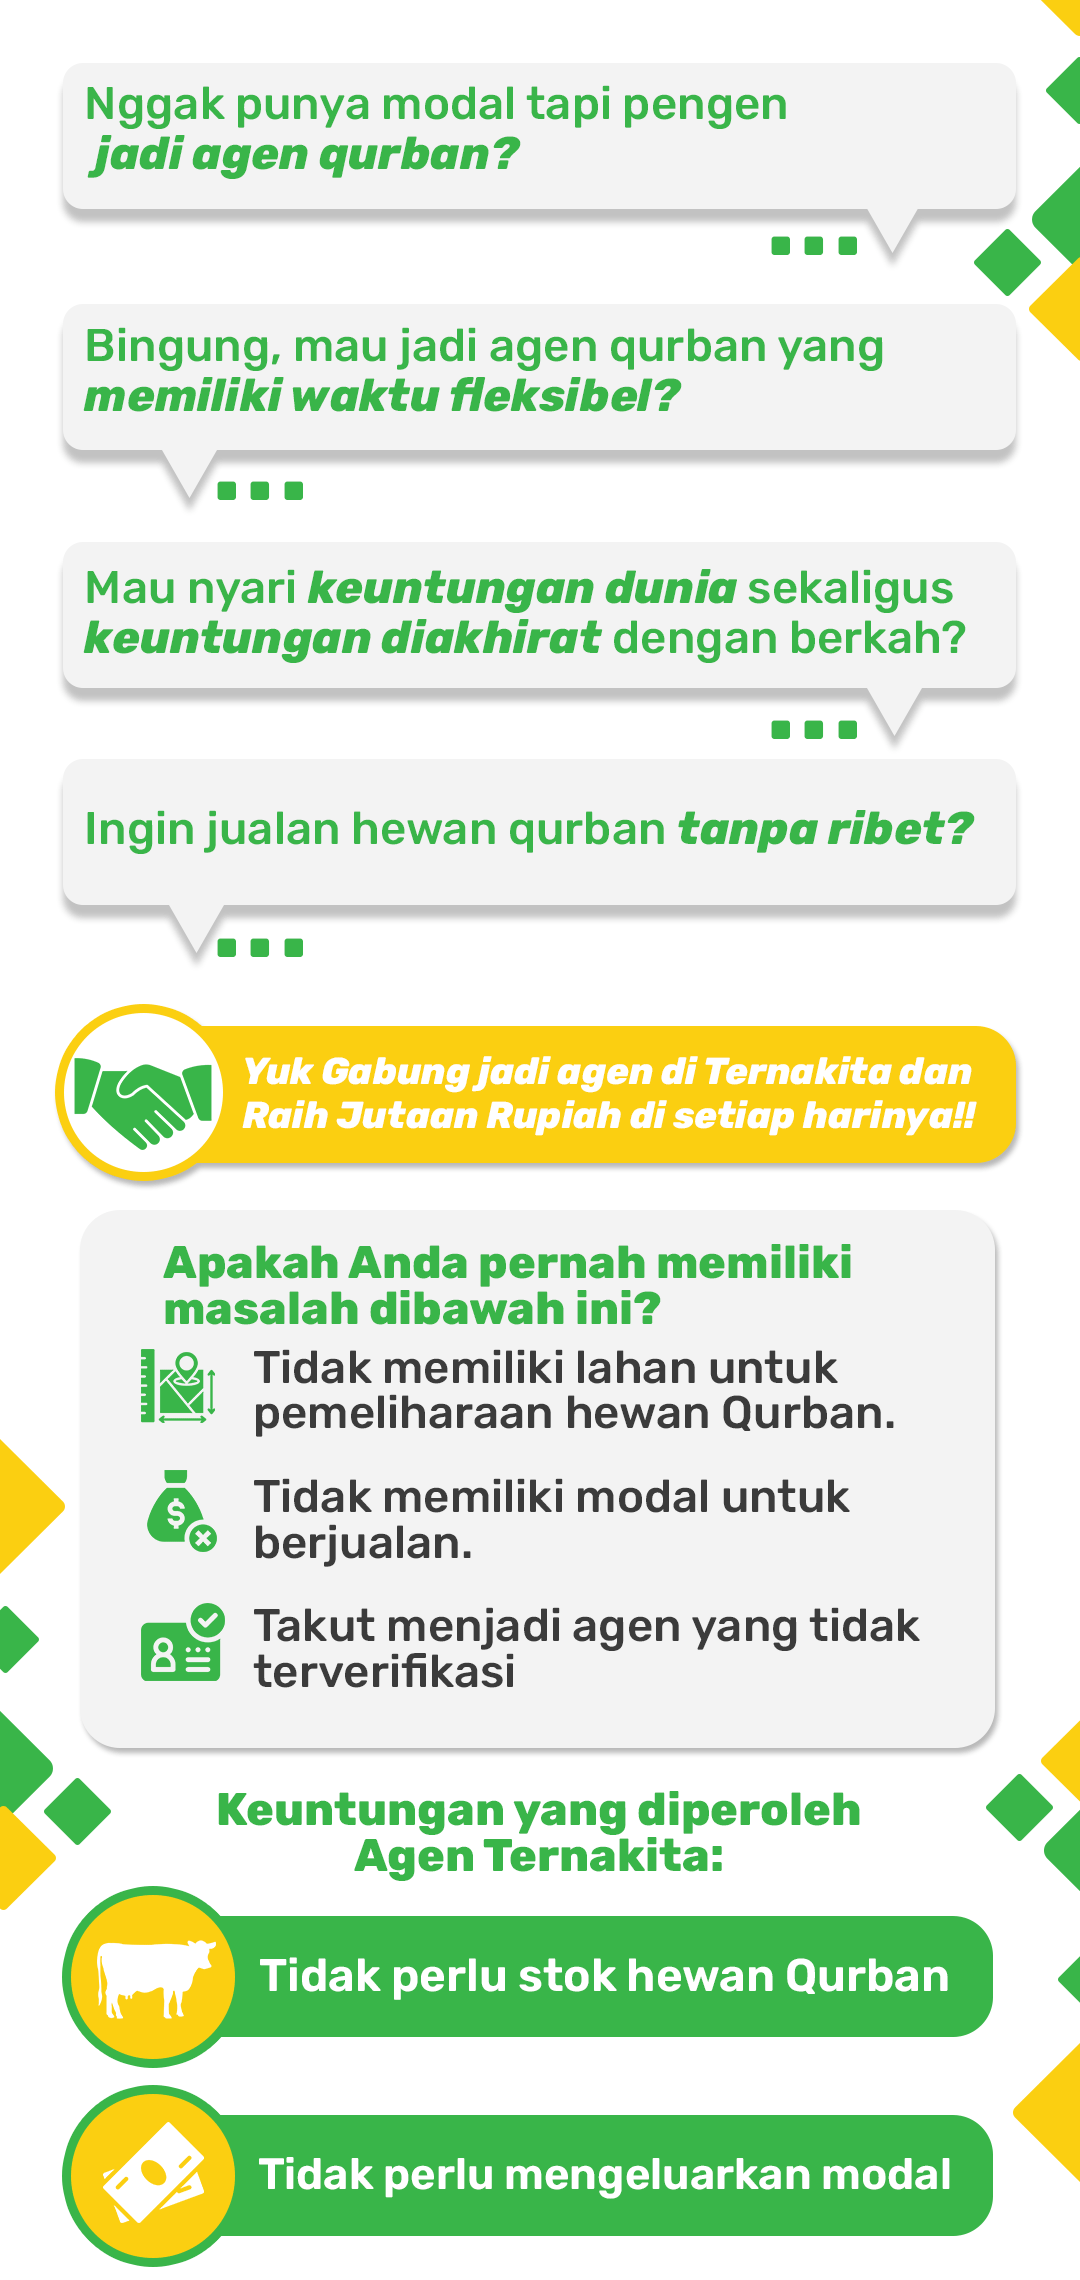 Nggak punya modal tapi pengen
jadi agen qurban?
Bingung, mau jadi agen qurban yang
memiliki waktu fleksibel?
Mau nyari keuntungan dunia sekaligus
keuntungan diakhirat dengan berkah?
Ingin jualan hewan qurban tanpa ribet?
Yuk Gabung jadi agen di Ternakita dan
Raih Jutaan Rupiah di setiap harinya!!
Apakah Anda pernah memiliki
masalah dibawah ini?
Tidak memiliki lahan untuk
pemeliharaan hewan Qurban.
$
Tidak memiliki modal untuk
berjualan.
Takut menjadi agen yang tidak
terverifikasi
Keuntungan yang diperoleh
Agen Ternakita:
Tidak perlu stok hewan Qurban
Tidak perlu mengeluarkan modal